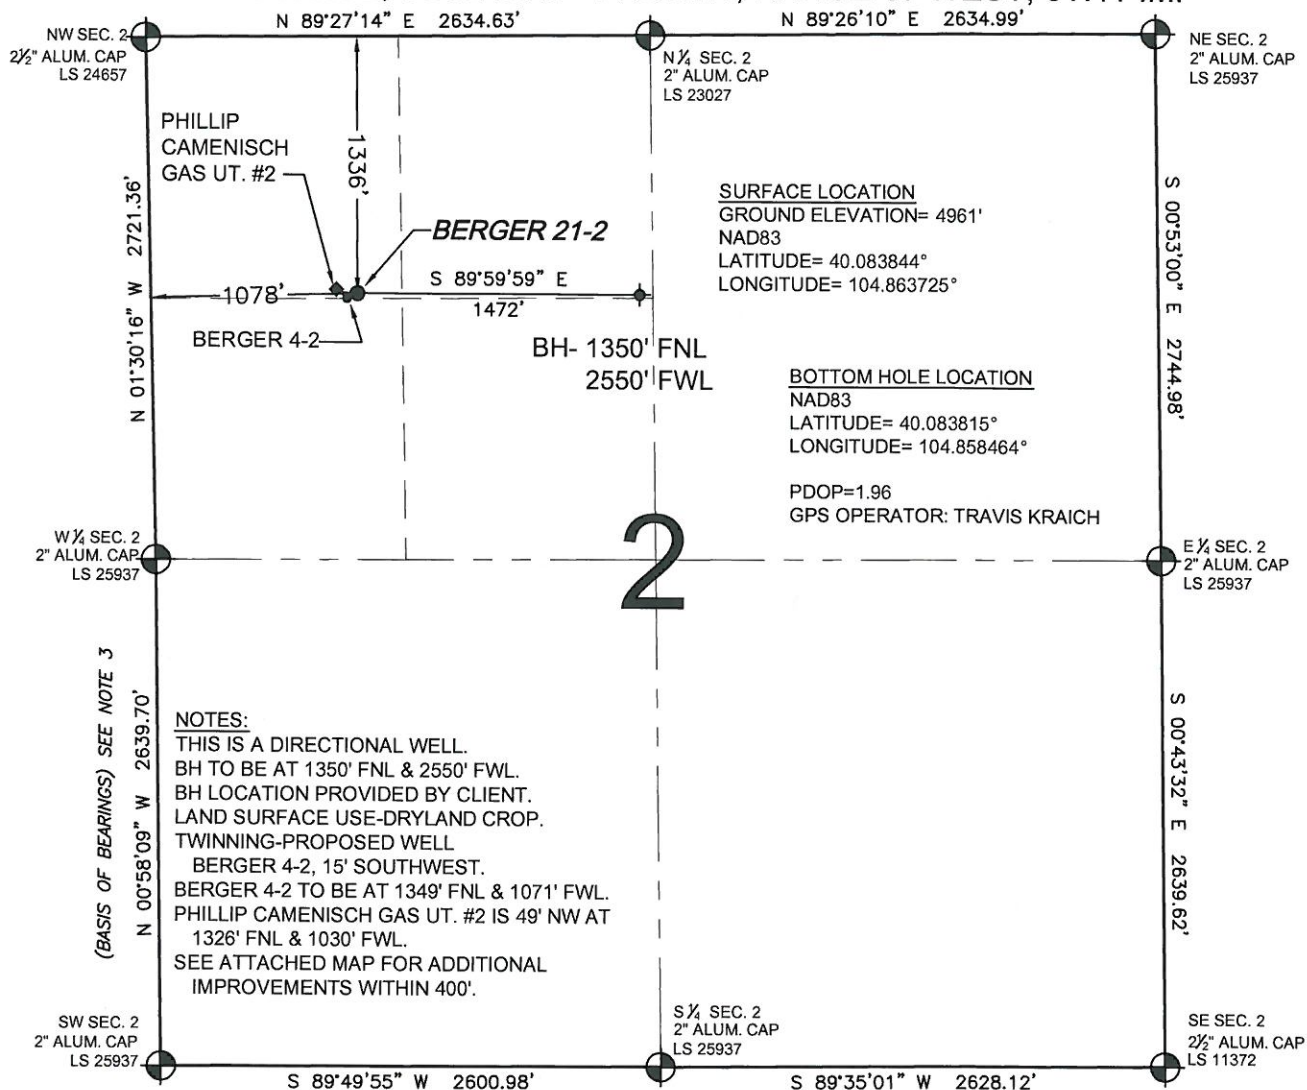 N 89°27'14" E 2634.63'
N 89°26'10" E 2634.99'
NW SEC. 2
2½" ALUM. CAP
LS 24657
N ¼ SEC. 2
2" ALUM. CAP
LS 23027
NE SEC. 2
2" ALUM. CAP
LS 25937
PHILLIP
CAMENISCH
GAS UT. #2
1336'
N 01°30'16" W 2721.36'
BERGER 21-2
S 89°59'59" E
1472'
1078'
BERGER 4-2
SURFACE LOCATION
GROUND ELEVATION= 4961'
NAD83
LATITUDE= 40.083844°
LONGITUDE= 104.863725°
S 00°53'00" E 2744.98'
BH- 1350' FNL
2550' FWL
BOTTOM HOLE LOCATION
NAD83
LATITUDE= 40.083815°
LONGITUDE= 104.858464°
PDOP=1.96
GPS OPERATOR: TRAVIS KRAICH
W ¼ SEC. 2
2" ALUM. CAP
LS 25937
2
E ¼ SEC. 2
2" ALUM. CAP
LS 25937
(BASIS OF BEARINGS) SEE NOTE 3
N 00°58'09" W 2639.70'
NOTES:
THIS IS A DIRECTIONAL WELL.
BH TO BE AT 1350' FNL & 2550' FWL.
BH LOCATION PROVIDED BY CLIENT.
LAND SURFACE USE-DRYLAND CROP.
TWINNING-PROPOSED WELL
BERGER 4-2, 15' SOUTHWEST.
BERGER 4-2 TO BE AT 1349' FNL & 1071' FWL.
PHILLIP CAMENISCH GAS UT. #2 IS 49' NW AT
1326' FNL & 1030' FWL.
SEE ATTACHED MAP FOR ADDITIONAL
IMPROVEMENTS WITHIN 400'.
S 00°43'32" E 2639.62'
SW SEC. 2
2" ALUM. CAP
LS 25937
S ¼ SEC. 2
2" ALUM. CAP
LS 25937
SE SEC. 2
2½" ALUM. CAP
LS 11372
S 89°49'55" W 2600.98'
S 89°35'01" W 2628.12'